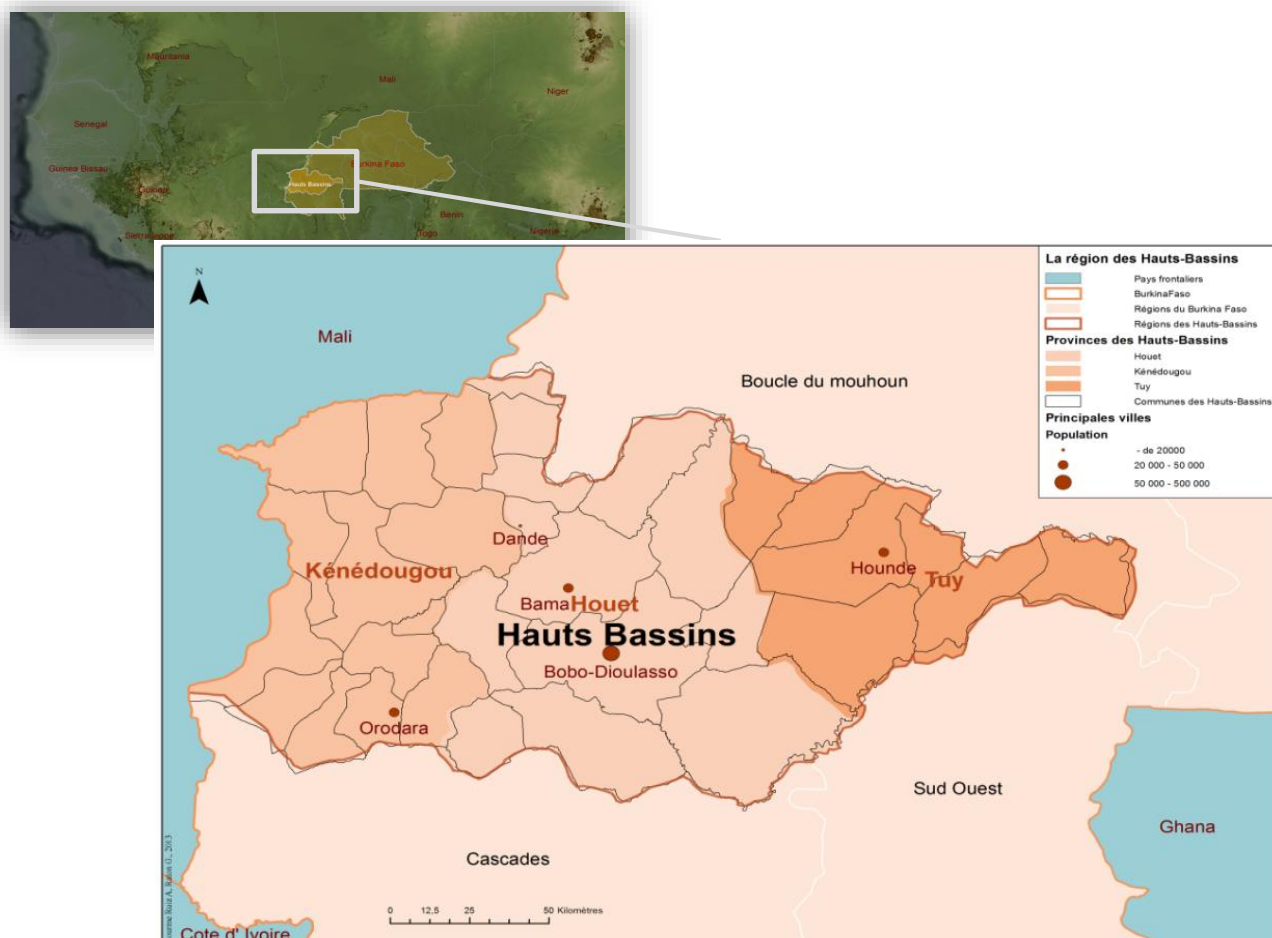 Mauritania
Mali
Niger
Senegal
Guinea Bissau
Guinea
Burkina Faso
Hauts Bassins
Benin
Togo
Nigeria
La région des Hauts-Bassins
Pays frontaliers
BurkinaFaso
Régions du Burkina Faso
Régions des Hauts-Bassins
Provinces des Hauts-Bassins
Houet
Kénédougou
Tuy
Communes des Hauts-Bassins
Principales villes
Population
- de 20000
20 000 - 50 000
50 000 - 500 000
N
Mali
Boucle du mouhoun
Dande
Kénédougou
Hounde
Tuy
Bama
Houet
Hauts Bassins
Bobo-Dioulasso
Orodara
Sud Ouest
Ghana
Cascades
0 12,5 25 50 Kilomètres
Cote d' Ivoire